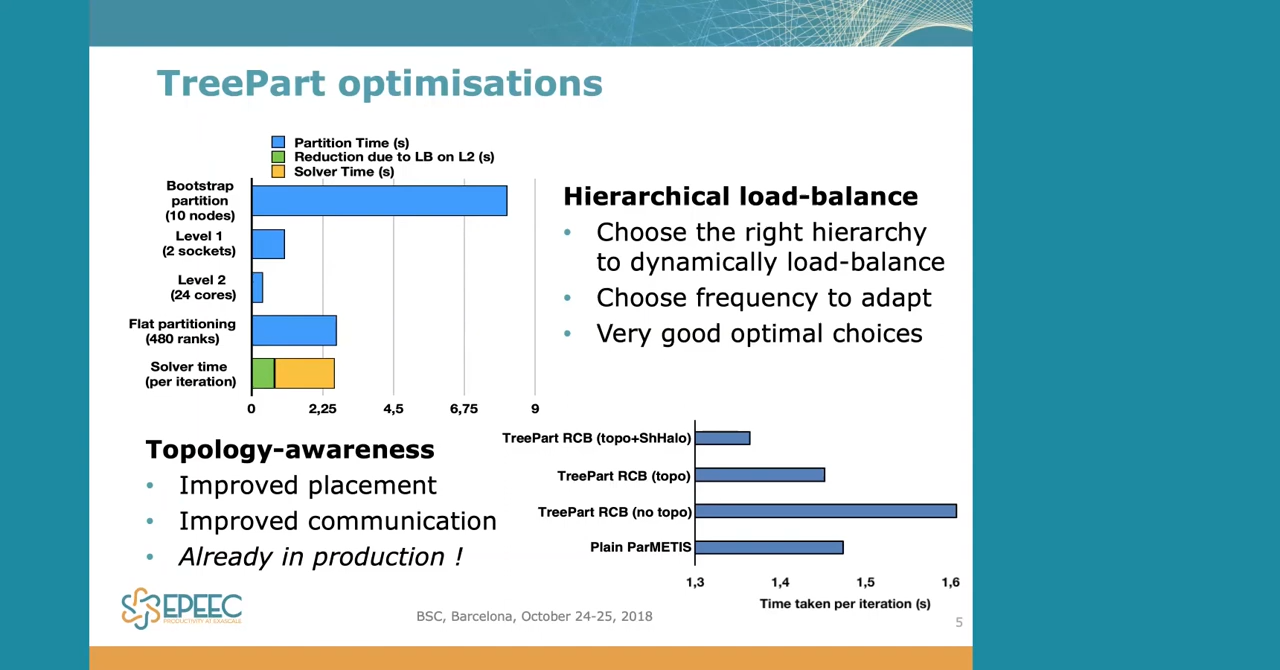 TreePart optimisations
Partition Time (s)
Reduction due to LB on L2 (s)
Solver Time (s)
Bootstrap
partition
(10 nodes)
Level 1
(2 sockets)
Level 2
(24 cores)
Flat partitioning
(480 ranks)
Solver time
(per iteration)
0
2,25
4,5
6,75
9
Hierarchical load-balance
• Choose the right hierarchy
to dynamically load-balance
• Choose frequency to adapt
• Very good optimal choices
Topology-awareness
• Improved placement
• Improved communication
• Already in production !
TreePart RCB (topo+ShHalo)
TreePart RCB (topo)
TreePart RCB (no topo)
Plain ParMETIS
1,3
1,4
1,5
1,6
Time taken per iteration (s)
EPEEC
PRODUCTIVITY AT EXASCALE
BSC, Barcelona, October 24-25, 2018
5